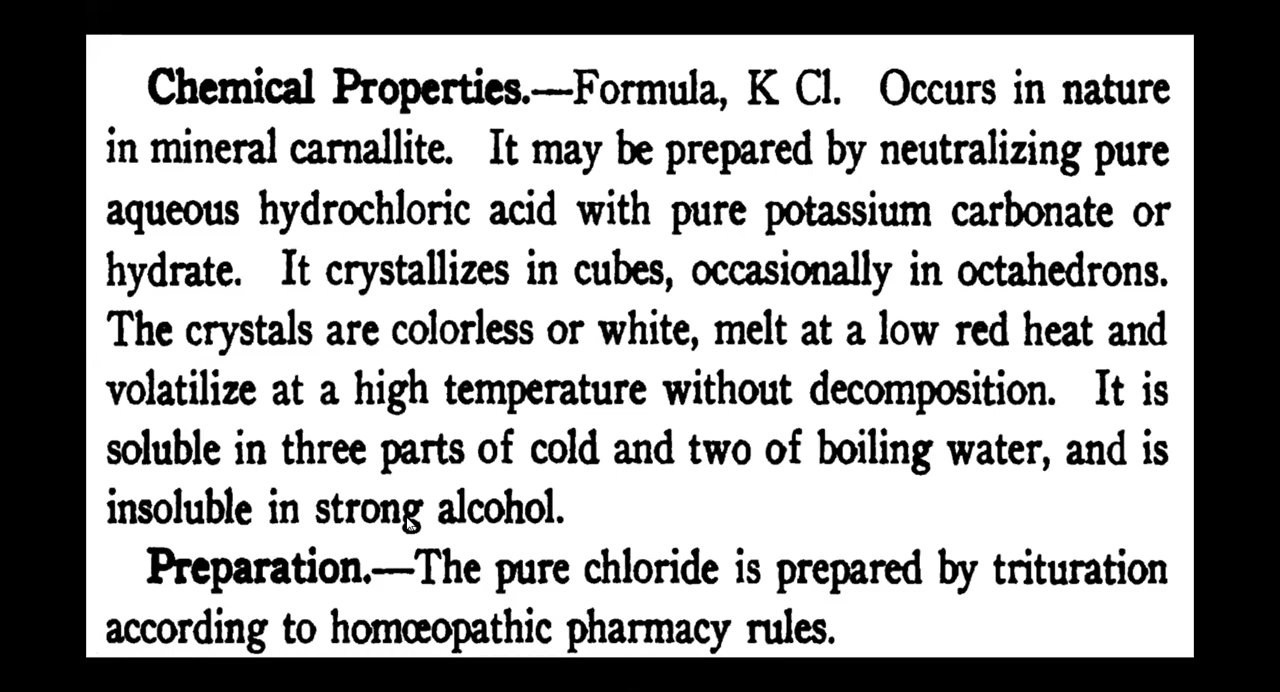 Chemical Properties.—Formula, K Cl. Occurs in nature
in mineral carnallite. It may be prepared by neutralizing pure
aqueous hydrochloric acid with pure potassium carbonate or
hydrate. It crystallizes in cubes, occasionally in octahedrons.
The crystals are colorless or white, melt at a low red heat and
volatilize at a high temperature without decomposition. It is
soluble in three parts of cold and two of boiling water, and is
insoluble in strong alcohol.
Preparation.—The pure chloride is prepared by trituration
according to homœopathic pharmacy rules.